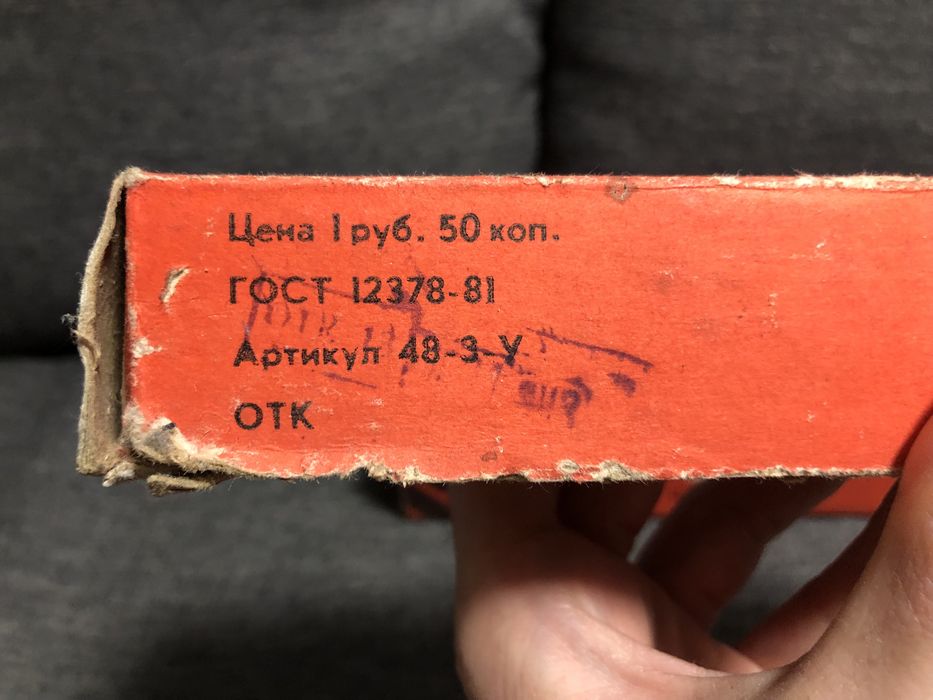 Цена 1 руб. 50 коп.
ГОСТ 12378-81
Артикул 48-3 У
ОТК